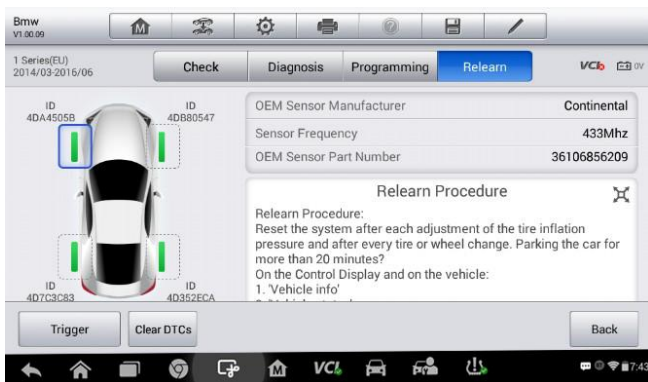 Bmw
V1.00.09
1 Series(EU)
2014/03-2016/06
Check
Diagnosis
Programming
Relearn
VCI
0V
ID
4DA4505B
ID
4DB80547
ID
4D7C3C83
ID
4D352ECA
OEM Sensor Manufacturer
Continental
Sensor Frequency
433Mhz
OEM Sensor Part Number
36106856209
Relearn Procedure
Relearn Procedure:
Reset the system after each adjustment of the tire inflation
pressure and after every tire or wheel change. Parking the car for
more than 20 minutes?
On the Control Display and on the vehicle:
1. 'Vehicle info'
Trigger
Clear DTCs
Back
VCI
7:43